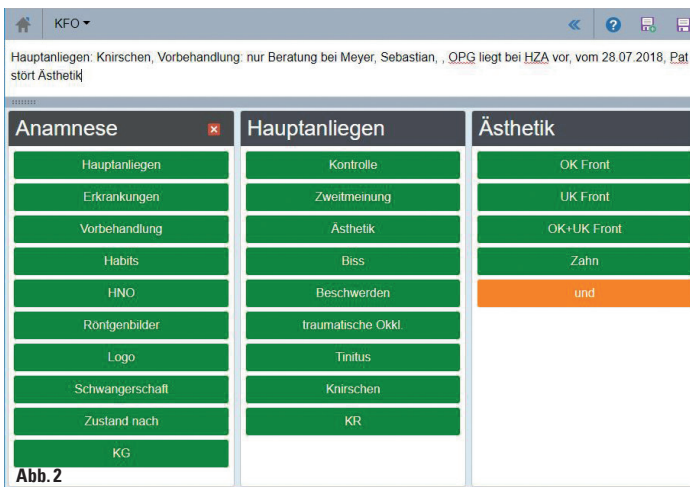 KFO
Hauptanliegen: Knirschen, Vorbehandlung: nur Beratung bei Meyer, Sebastian, , OPG liegt bei HZA vor, vom 28.07.2018, Pat
stört Ästhetik
Anamnese
Hauptanliegen
Erkrankungen
Vorbehandlung
Habits
HNO
Röntgenbilder
Logo
Schwangerschaft
Zustand nach
KG
Hauptanliegen
Kontrolle
Zweitmeinung
Ästhetik
Biss
Beschwerden
traumatische Okkl.
Tinitus
Knirschen
KR
Ästhetik
OK Front
UK Front
OK+UK Front
Zahn
und
Abb. 2